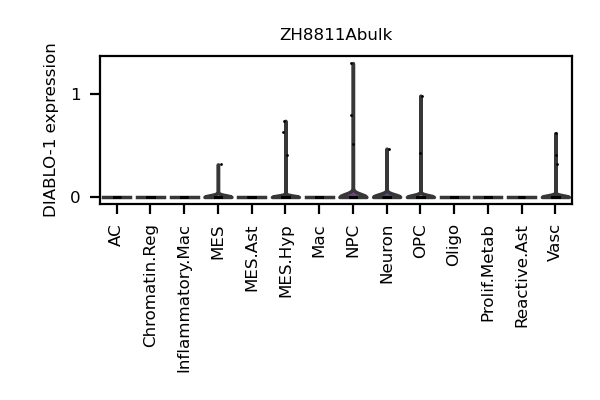 ZH8811Abulk
DIABLO-1 expression
1
0
AC
Chromatin.Reg
Inflammatory.Mac
MES
MES.Ast
MES.Hyp
Mac
NPC
Neuron
OPC
Oligo
Prolif.Metab
Reactive.Ast
Vasc